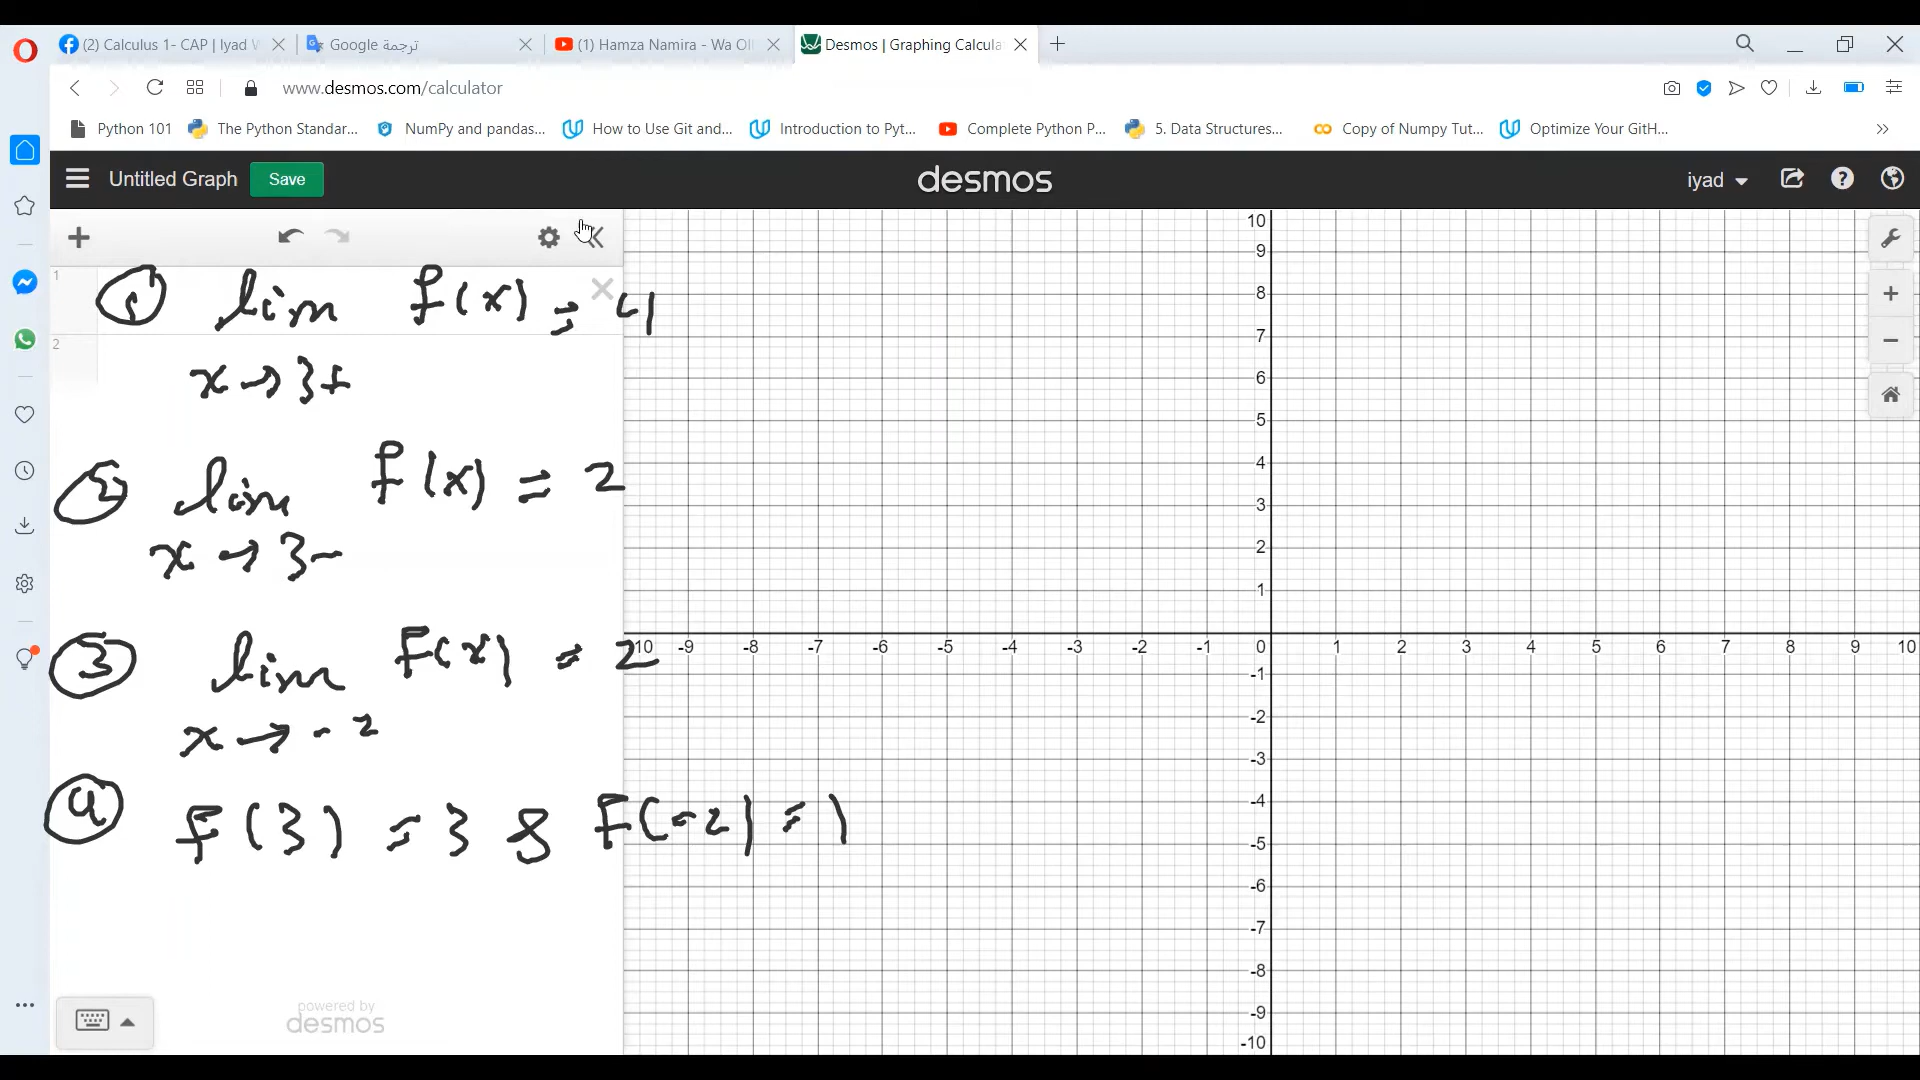 (2) Calculus 1- CAP | Iyad W
Google ترجمة
(1) Hamza Namira - Wa Oll
Desmos | Graphing Calcula
www.desmos.com/calculator
Python 101
The Python Standar...
NumPy and pandas...
How to Use Git and...
Introduction to Pyt...
Complete Python P...
5. Data Structures...
Copy of Numpy Tut...
Optimize Your GitH...
Untitled Graph
Save
desmos
iyad
1
① lim f(x) = 4
2
x → 3+
② lim f(x) = 2
x → 3-
③ lim F(x) = 2
x → - 2
④ f(3) = 3 & F(-2) = 1
powered by
desmos
10
9
8
7
6
5
4
3
2
1
10 -9 -8 -7 -6 -5 -4 -3 -2 -1 0 1 2 3 4 5 6 7 8 9 10
-1
-2
-3
-4
-5
-6
-7
-8
-9
-10